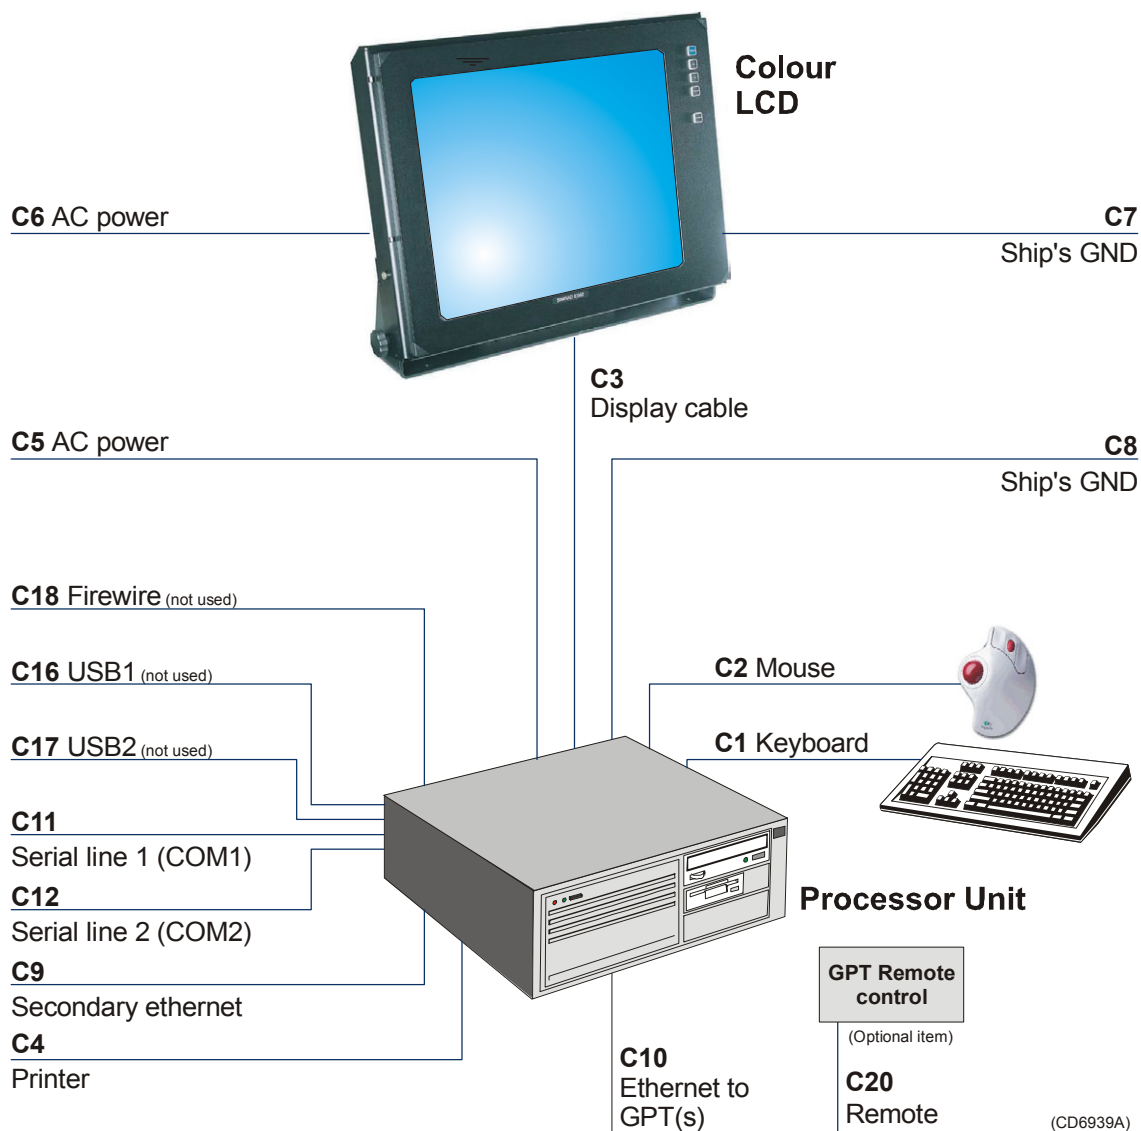 Colour
LCD
C6 AC power
C7
Ship's GND
C3
Display cable
C5 AC power
C8
Ship's GND
C18 Firewire (not used)
C16 USB1 (not used)
C2 Mouse
C17 USB2 (not used)
C1 Keyboard
C11
Serial line 1 (COM1)
C12
Serial line 2 (COM2)
Processor Unit
C9
Secondary ethernet
GPT Remote
control
(Optional item)
C4
Printer
C10
Ethernet to
GPT(s)
C20
Remote
(CD6939A)